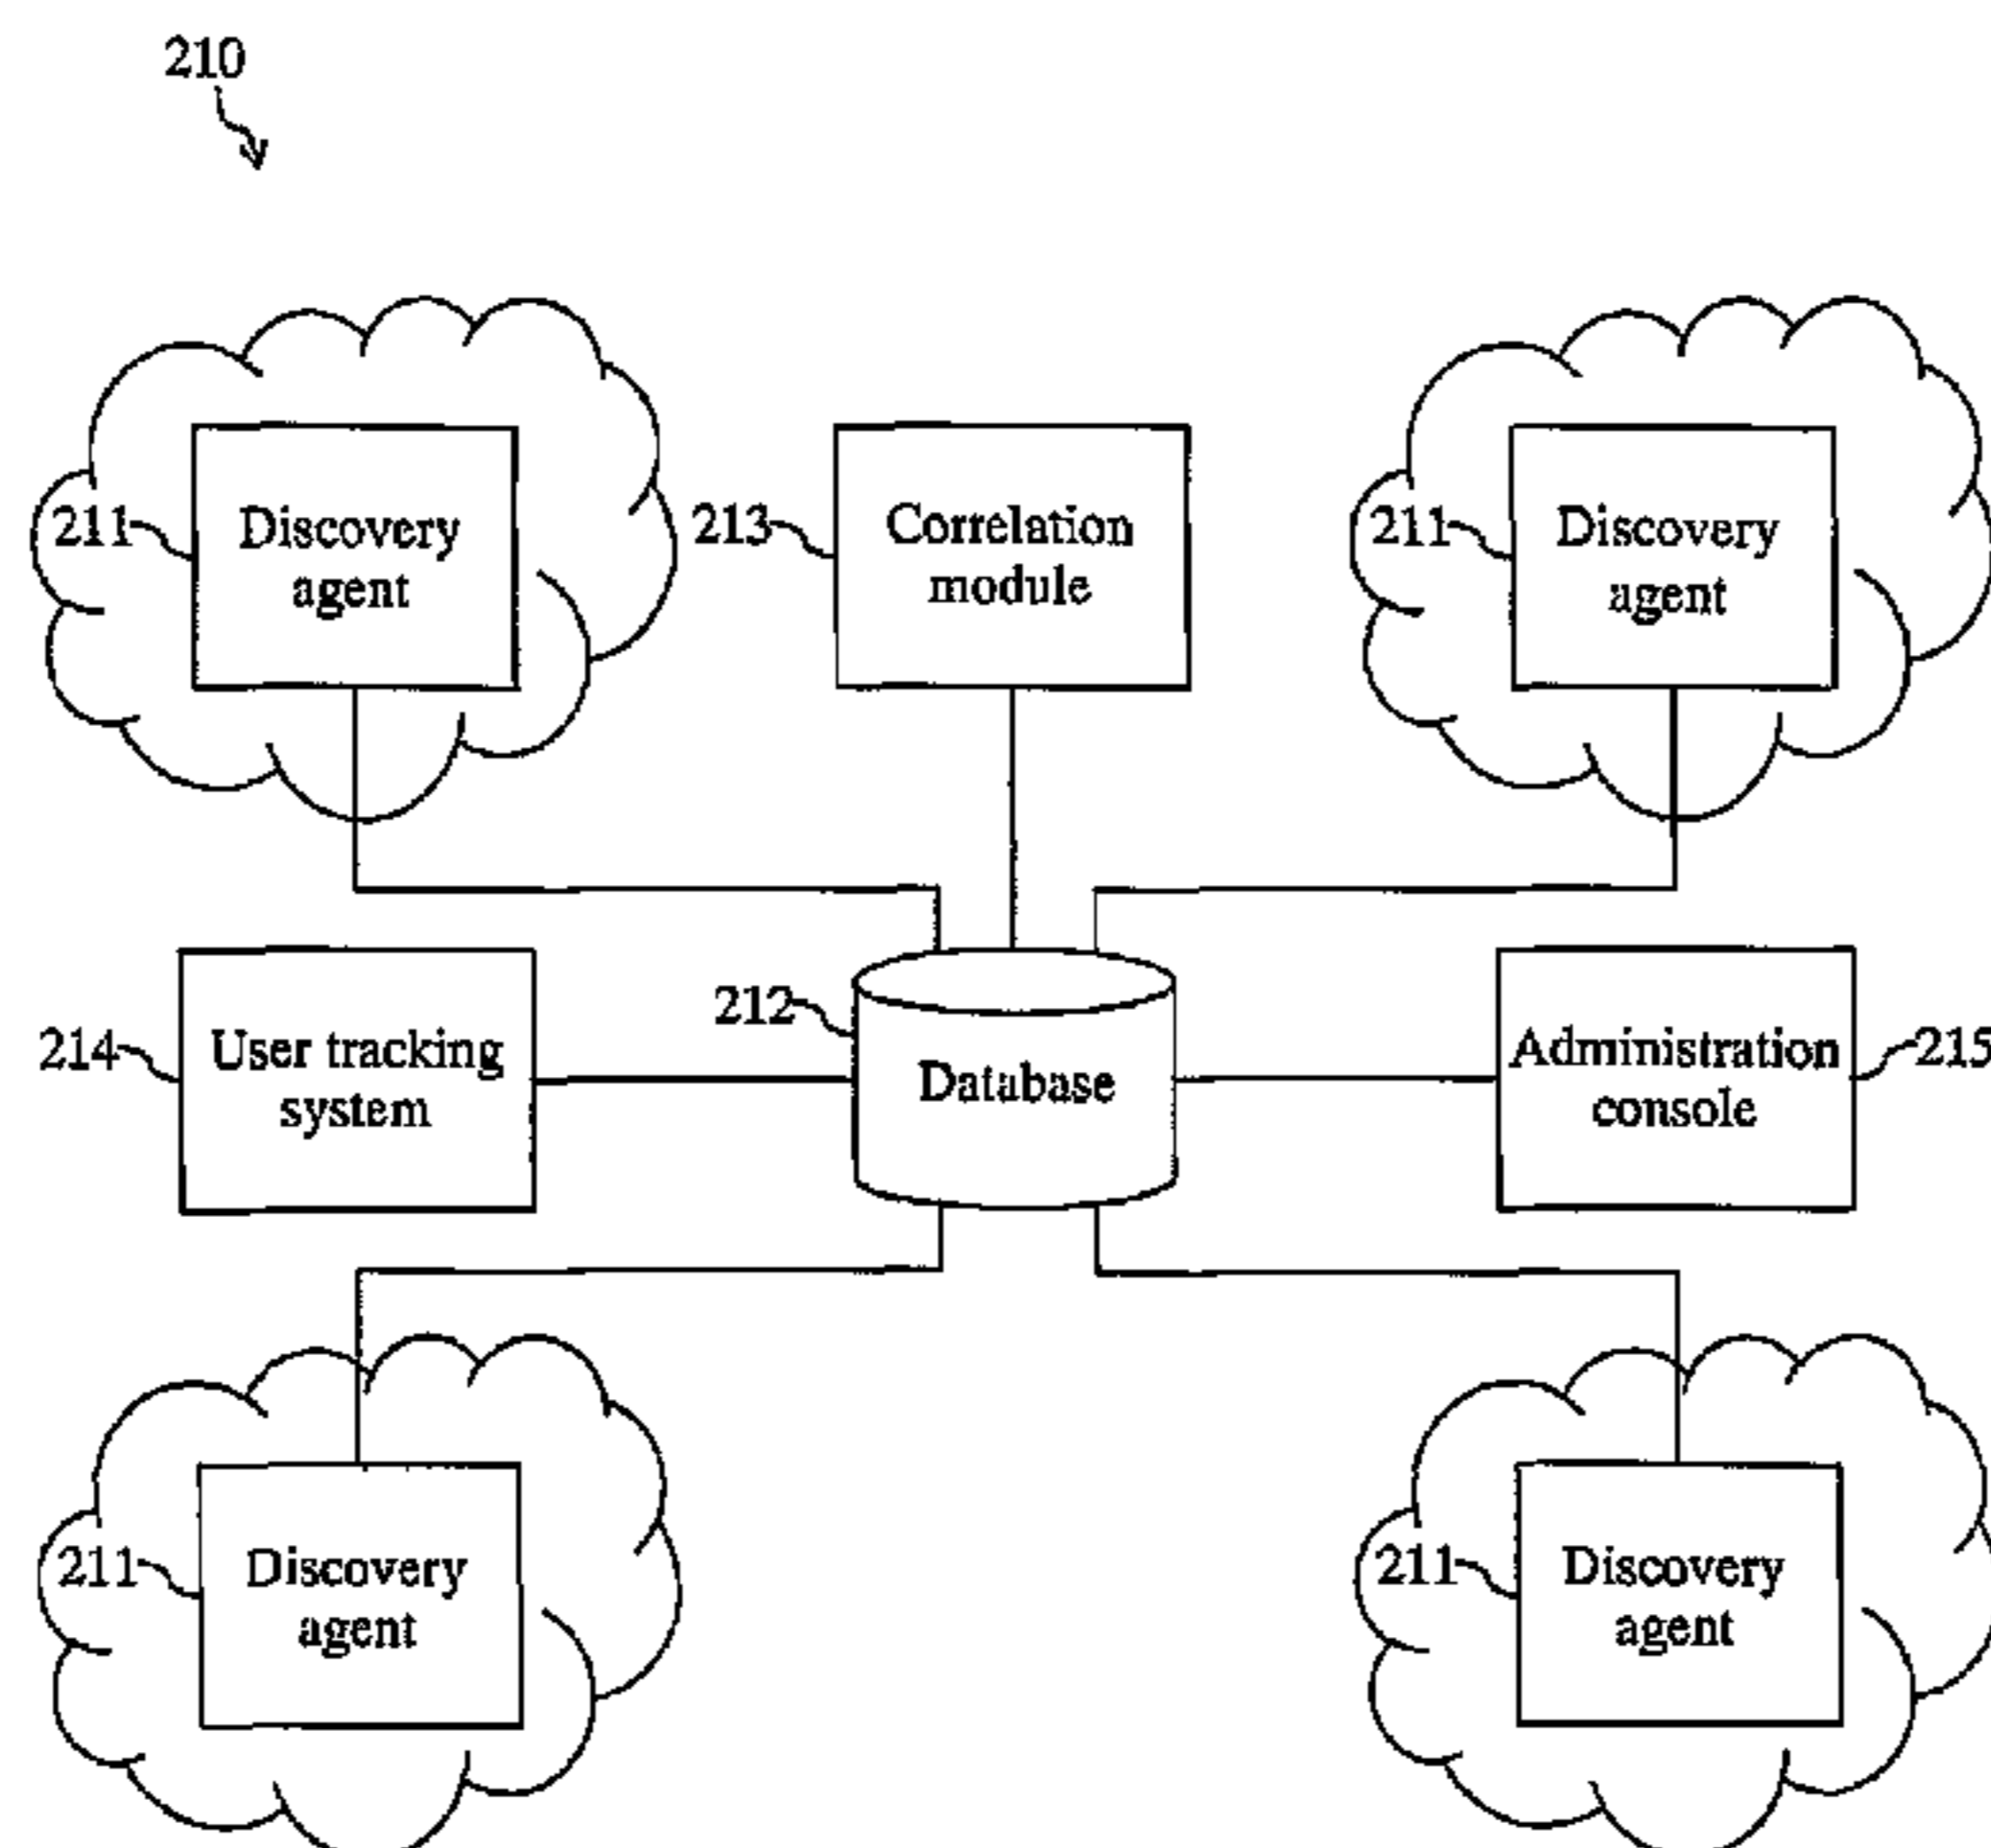 210
211
Discovery
agent
213
Correlation
module
211
Discovery
agent
214
User tracking
system
212
Database
Administration
console
215
211
Discovery
agent
211
Discovery
agent